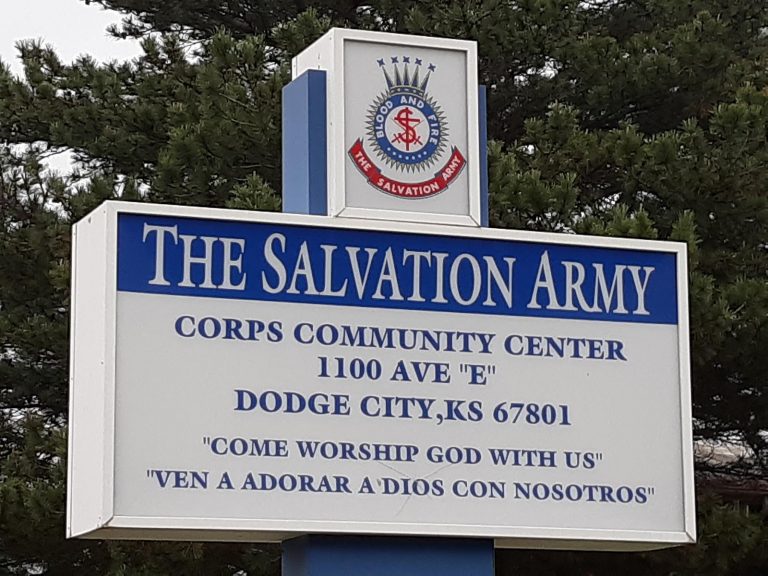 BLOOD AND FIRE
S
THE SALVATION ARMY
THE SALVATION ARMY
CORPS COMMUNITY CENTER
1100 AVE "E"
DODGE CITY,KS 67801
"COME WORSHIP GOD WITH US"
"VEN A ADORAR A DIOS CON NOSOTROS"